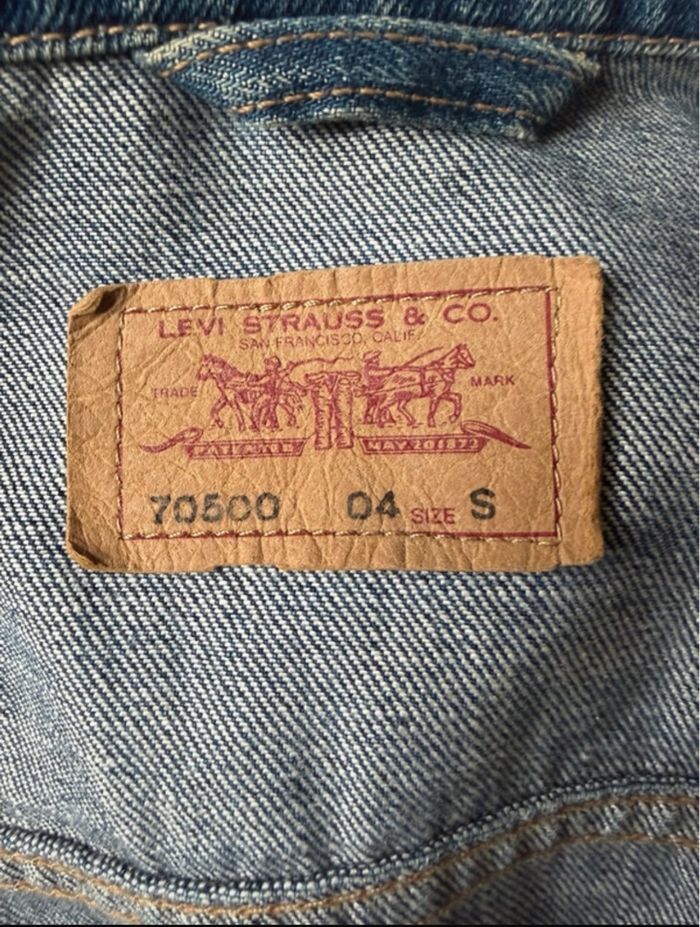 LEVI STRAUSS & CO.
SAN FRANCISCO, CALIF.
TRADE MARK
PATENTED MAY 20 1873
70500 04 SIZE S